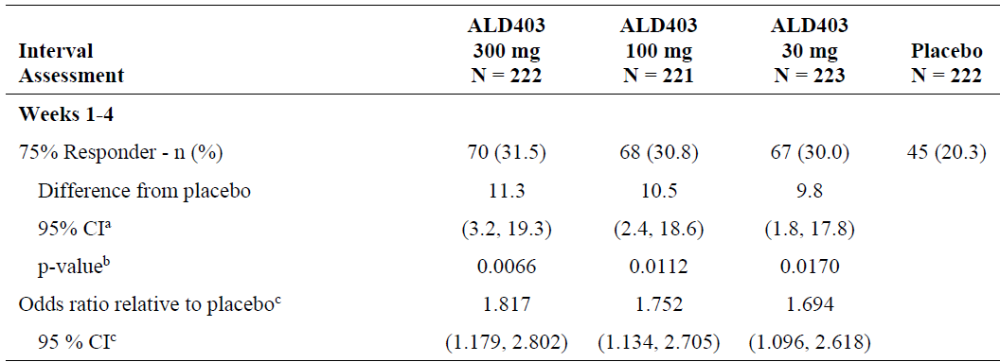 ALD403 ALD403 ALD403
Interval 300 mg 100 mg 30 mg Placebo
Assessment N = 222 N = 221 N = 223 N = 222
Weeks 1-4
75% Responder - n (%) 70 (31.5) 68 (30.8) 67 (30.0) 45 (20.3)
Difference from placebo 11.3 10.5 9.8
95% CIᵃ (3.2, 19.3) (2.4, 18.6) (1.8, 17.8)
p-valueᵇ 0.0066 0.0112 0.0170
Odds ratio relative to placeboᶜ 1.817 1.752 1.694
95 % CIᶜ (1.179, 2.802) (1.134, 2.705) (1.096, 2.618)